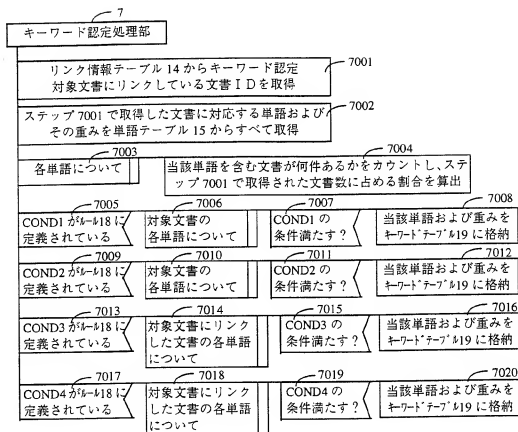 7
キーワード認定処理部
7001
リンク情報テーブル14からキーワード認定
対象文書にリンクしている文書IDを取得
7002
ステップ7001で取得した文書に対応する単語および
その重みを単語テーブル15からすべて取得
7003
各単語について
7004
当該単語を含む文書が何件あるかをカウントし、ステ
ップ7001で取得された文書数に占める割合を算出
7005
COND1がルール18に
定義されている
7006
対象文書の
各単語について
7007
COND1の
条件満たす?
7008
当該単語および重みを
キーワードテーブル19に格納
7009
COND2がルール18に
定義されている
7010
対象文書の
各単語について
7011
COND2の
条件満たす?
7012
当該単語および重みを
キーワードテーブル19に格納
7013
COND3がルール18に
定義されている
7014
対象文書にリンク
した文書の各単語
について
7015
COND3の
条件満たす?
7016
当該単語および重みを
キーワードテーブル19に格納
7017
COND4がルール18に
定義されている
7018
対象文書にリンク
した文書の各単語
について
7019
COND4の
条件満たす?
7020
当該単語および重みを
キーワードテーブル19に格納